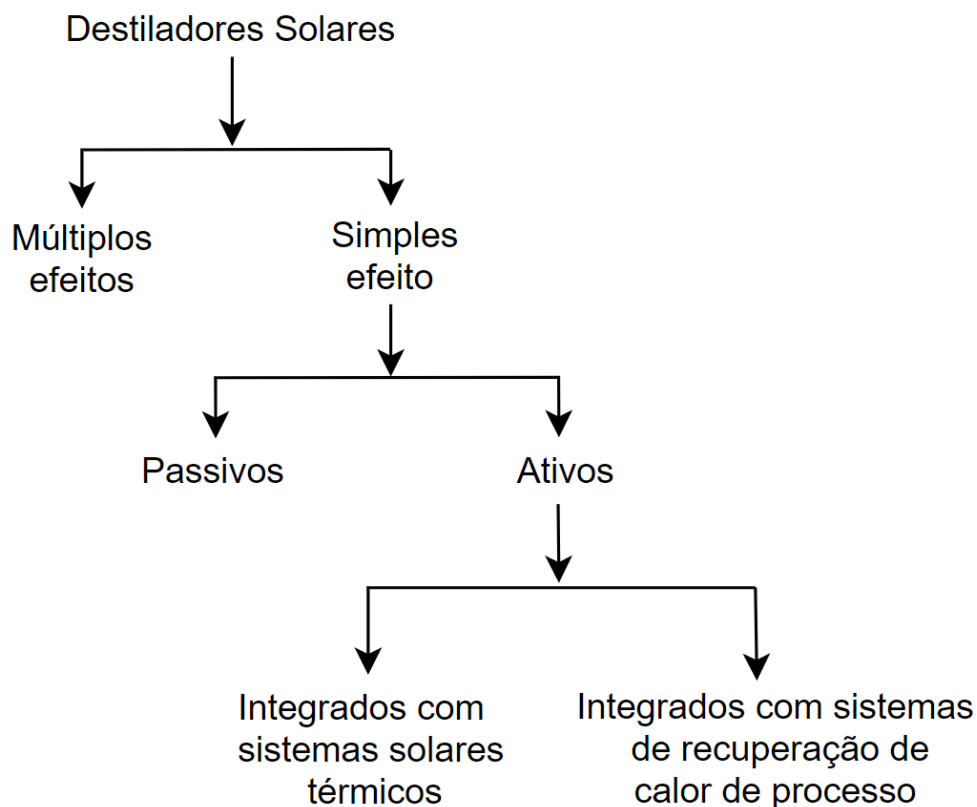 Destiladores Solares
Múltiplos
efeitos
Simples
efeito
Passivos
Ativos
Integrados com
sistemas solares
térmicos
Integrados com sistemas
de recuperação de
calor de processo